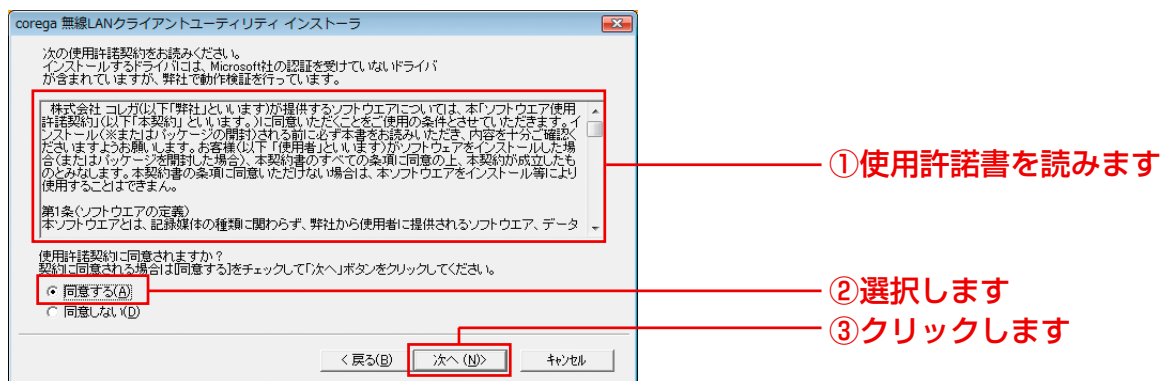 corega 無線LANクライアントユーティリティ インストーラ
次の使用許諾契約をお読みください。
インストールするドライバには、Microsoft社の認証を受けていないドライバ
が含まれていますが、弊社で動作検証を行っています。
株式会社 コレガ(以下「弊社」といいます)が提供するソフトウエアについては、本「ソフトウエア使用
許諾契約」(以下「本契約」といいます。)に同意いただくことをご使用の条件とさせていただきます。イ
ンストール(※またはパッケージの開封)される前に必ず本書をお読みいただき、内容を十分ご確認く
ださいますようお願いします。お客様(以下「使用者」といいます)がソフトウェアをインストールした場
合(またはパッケージを開封した場合)、本契約書のすべての条項に同意の上、本契約が成立したも
のとみなします。本契約書の条項に同意いただけない場合は、本ソフトウエアをインストール等により
使用することはできません。
第1条(ソフトウエアの定義)
本ソフトウエアとは、記録媒体の種類に関わらず、弊社から使用者に提供されるソフトウエア、データ
①使用許諾書を読みます
使用許諾契約に同意されますか?
契約に同意される場合は[同意する]をチェックして「次へ」ボタンをクリックしてください。
同意する(A)
②選択します
同意しない(D)
③クリックします
< 戻る(B)
次へ (N)>
キャンセル